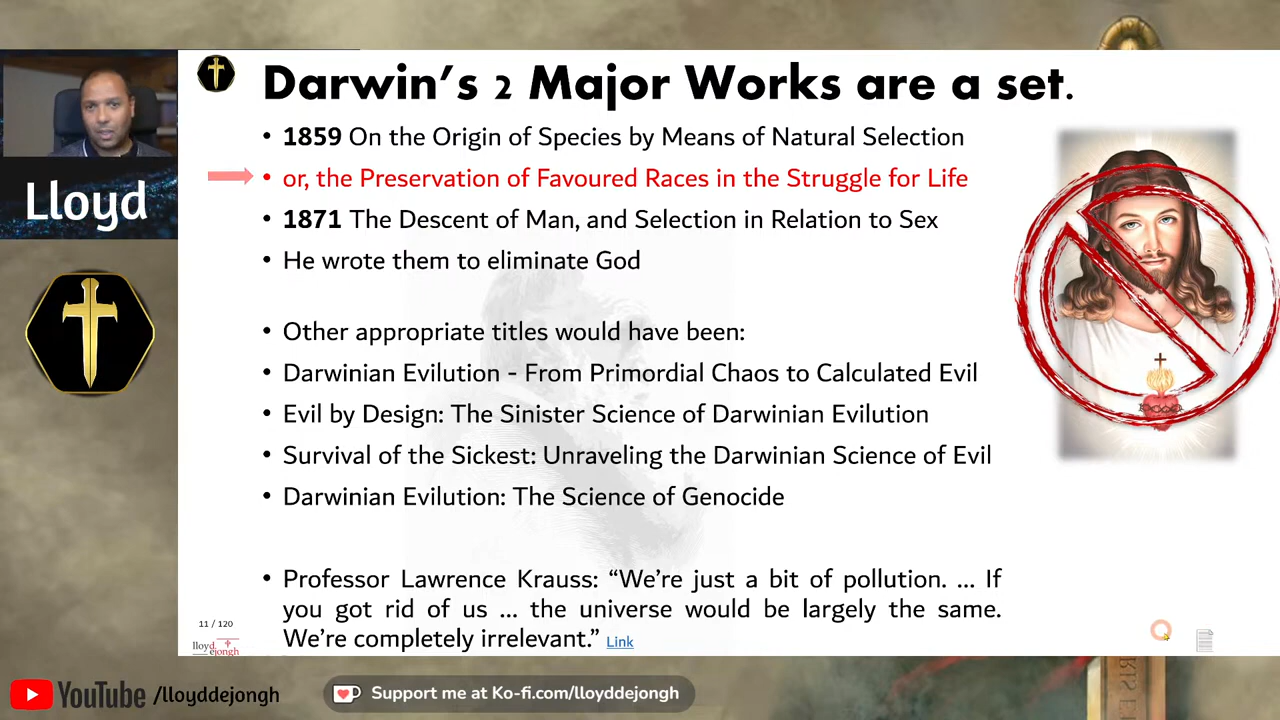 Darwin's 2 Major Works are a set.
• 1859 On the Origin of Species by Means of Natural Selection
• or, the Preservation of Favoured Races in the Struggle for Life
• 1871 The Descent of Man, and Selection in Relation to Sex
• He wrote them to eliminate God
• Other appropriate titles would have been:
• Darwinian Evilution - From Primordial Chaos to Calculated Evil
• Evil by Design: The Sinister Science of Darwinian Evilution
• Survival of the Sickest: Unraveling the Darwinian Science of Evil
• Darwinian Evilution: The Science of Genocide
• Professor Lawrence Krauss: “We’re just a bit of pollution. ... If
you got rid of us ... the universe would be largely the same.
We’re completely irrelevant.” Link
Lloyd
11 / 120
lloyd.
ejongh
YouTube /lloyddejongh
Support me at Ko-fi.com/lloyddejongh